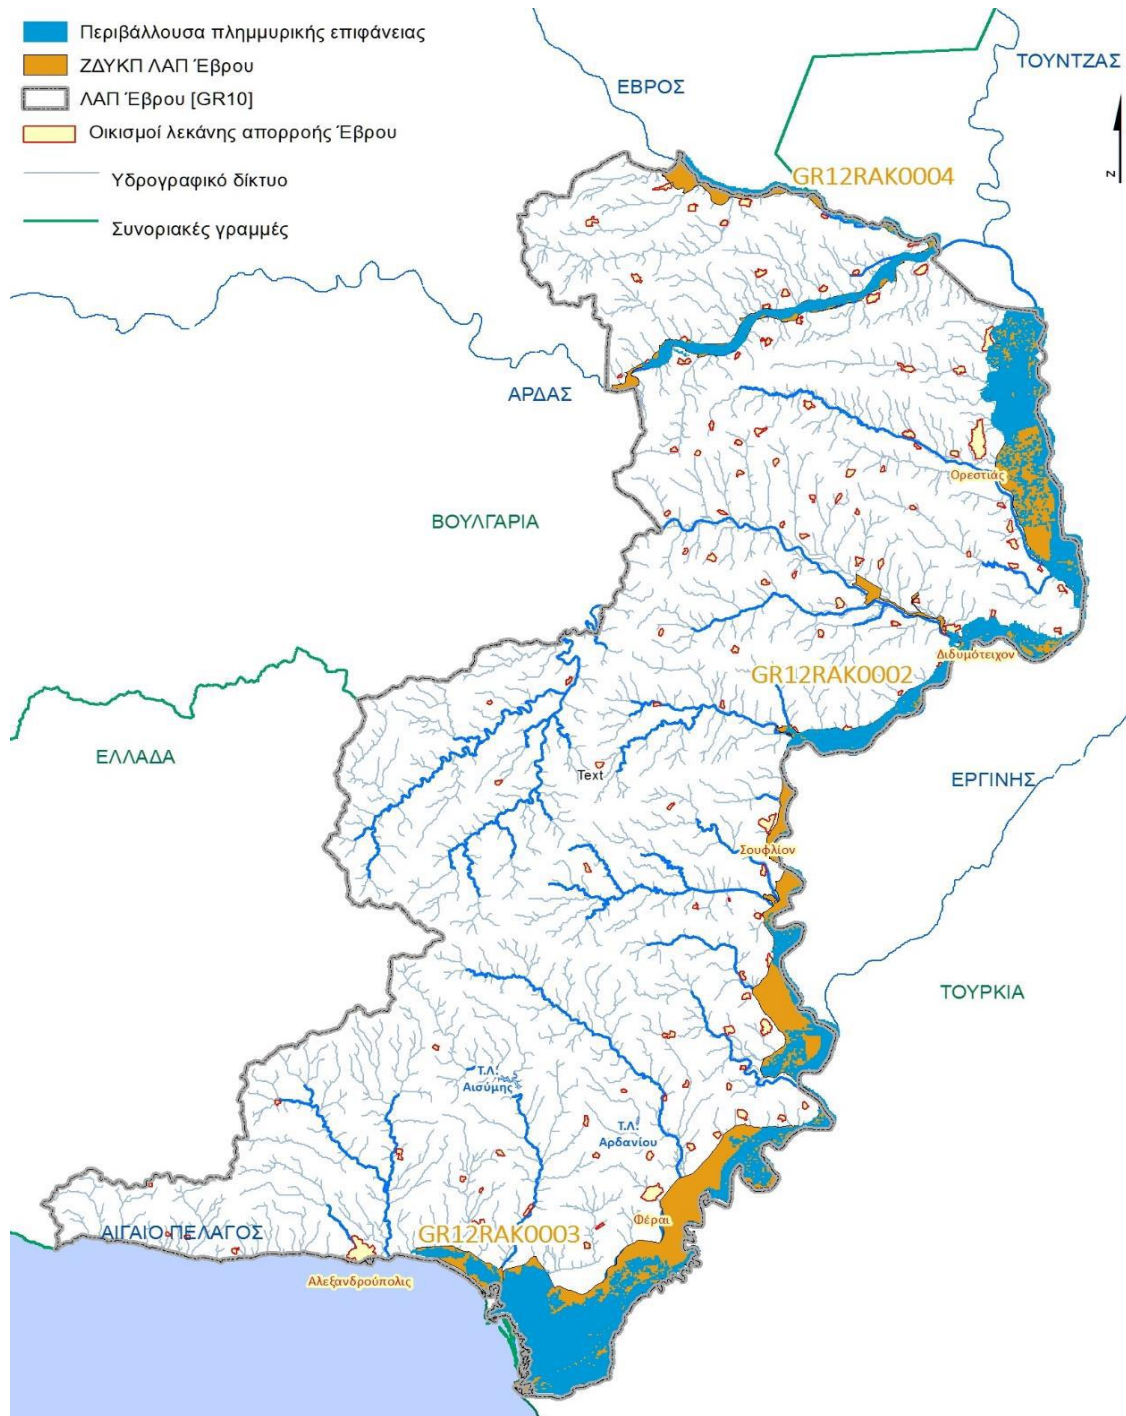 Περιβάλλουσα πλημμυρικής επιφάνειας
ΖΔΥΚΠ ΛΑΠ Έβρου
ΛΑΠ Έβρου [GR10]
Οικισμοί λεκάνης απορροής Έβρου
Υδρογραφικό δίκτυο
Συνοριακές γραμμές
ΤΟΥΝΤΖΑΣ
ΕΒΡΟΣ
N
GR12RAK0004
ΑΡΔΑΣ
Ορεστιάς
ΒΟΥΛΓΑΡΙΑ
Διδυμότειχον
GR12RAK0002
ΕΛΛΑΔΑ
Text
ΕΡΓΙΝΗΣ
Σουφλίον
ΤΟΥΡΚΙΑ
Τ.Λ.
Αισύμης
Τ.Λ.
Αρδανίου
Φέραι
ΑΙΓΑΙΟ ΠΕΛΑΓΟΣ
GR12RAK0003
Αλεξανδρούπολις